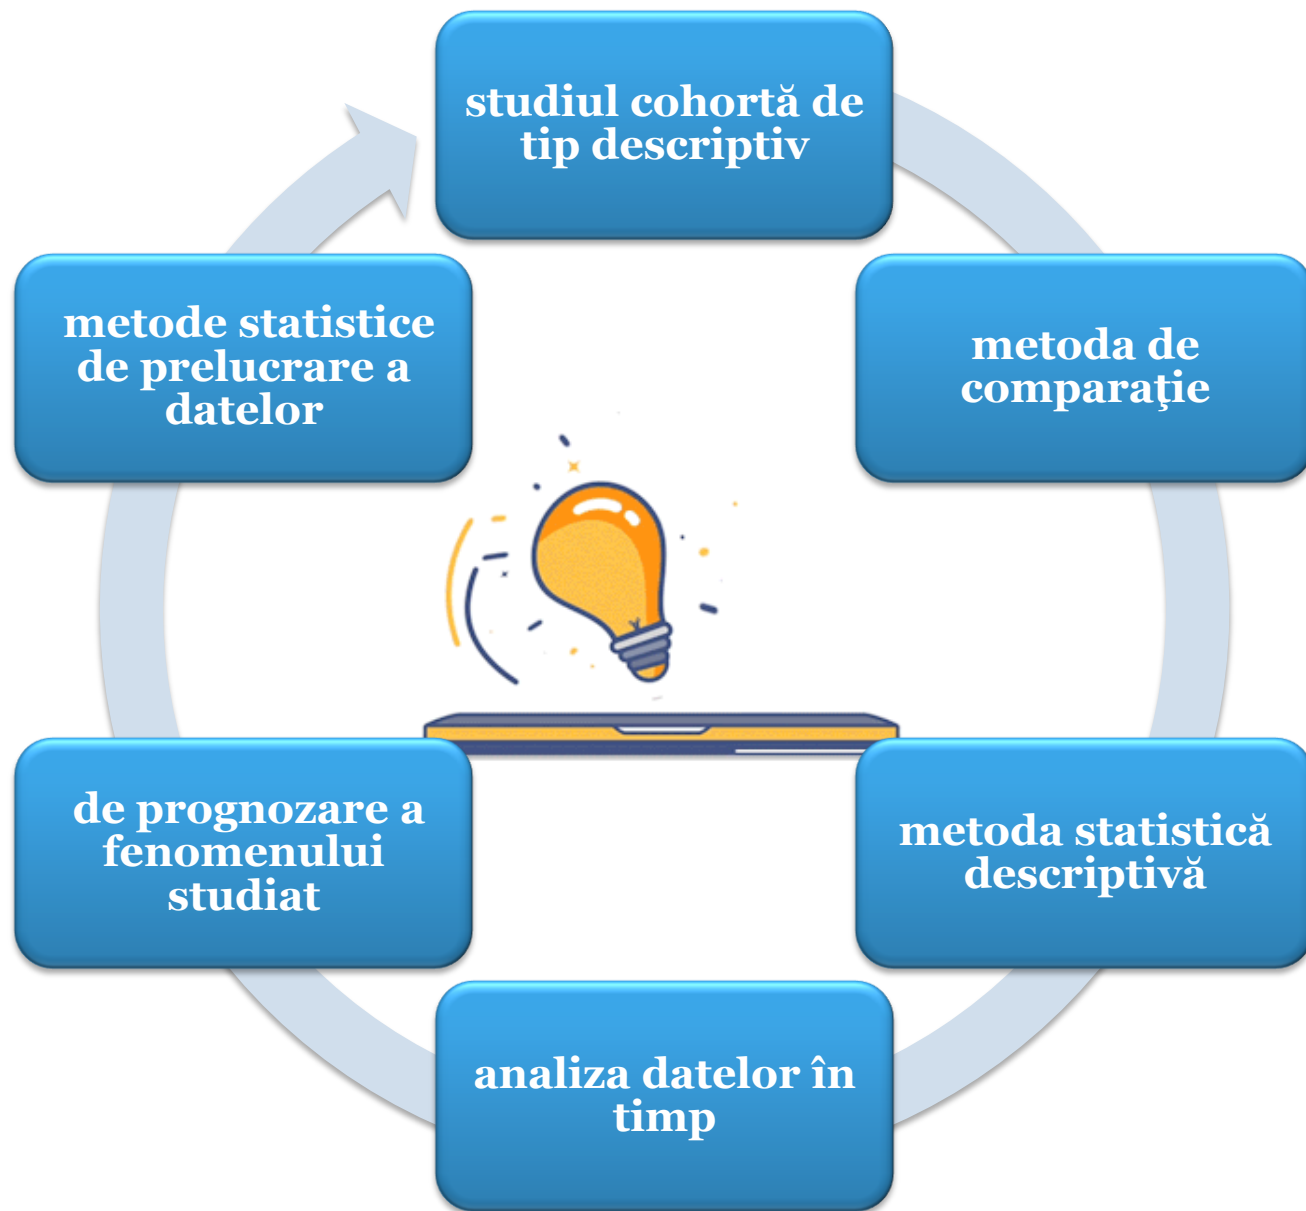 studiul cohortă de
tip descriptiv
metoda de
comparaţie
metoda statistică
descriptivă
analiza datelor în
timp
de prognozare a
fenomenului
studiat
metode statistice
de prelucrare a
datelor